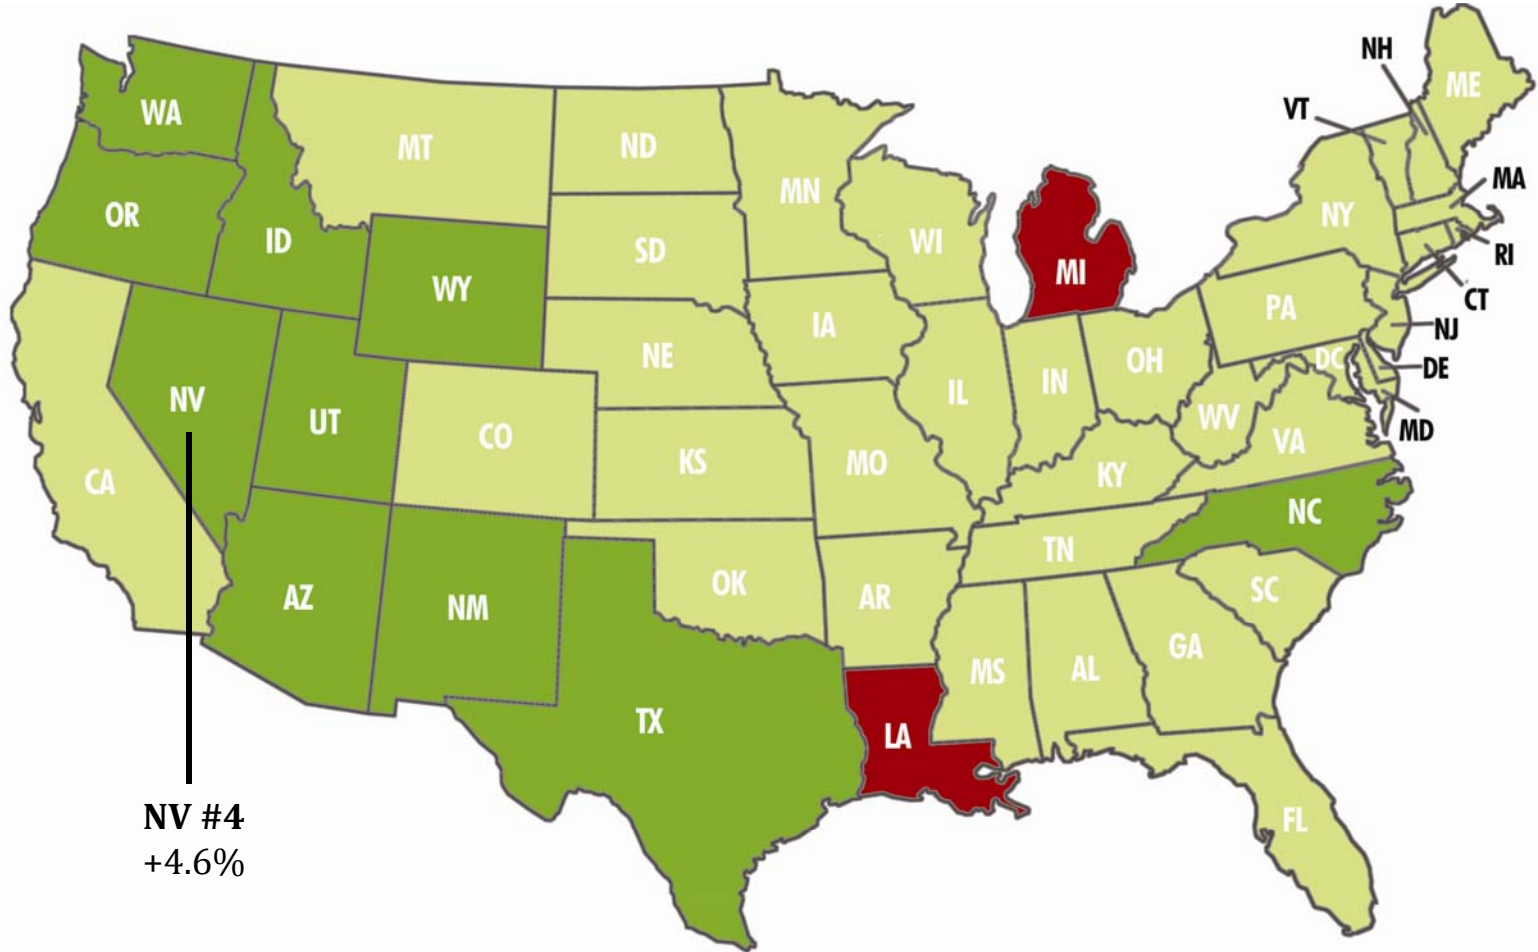 NH
ME
VT
WA
MT
ND
MN
MA
OR
ID
SD
WI
NY
RI
WY
MI
CT
IA
PA
NJ
NE
OH
DC
DE
NV
UT
IL
IN
WV
MD
CO
VA
CA
KS
MO
KY
NC
TN
AZ
NM
OK
AR
SC
GA
MS
AL
TX
LA
FL
NV #4
+4.6%